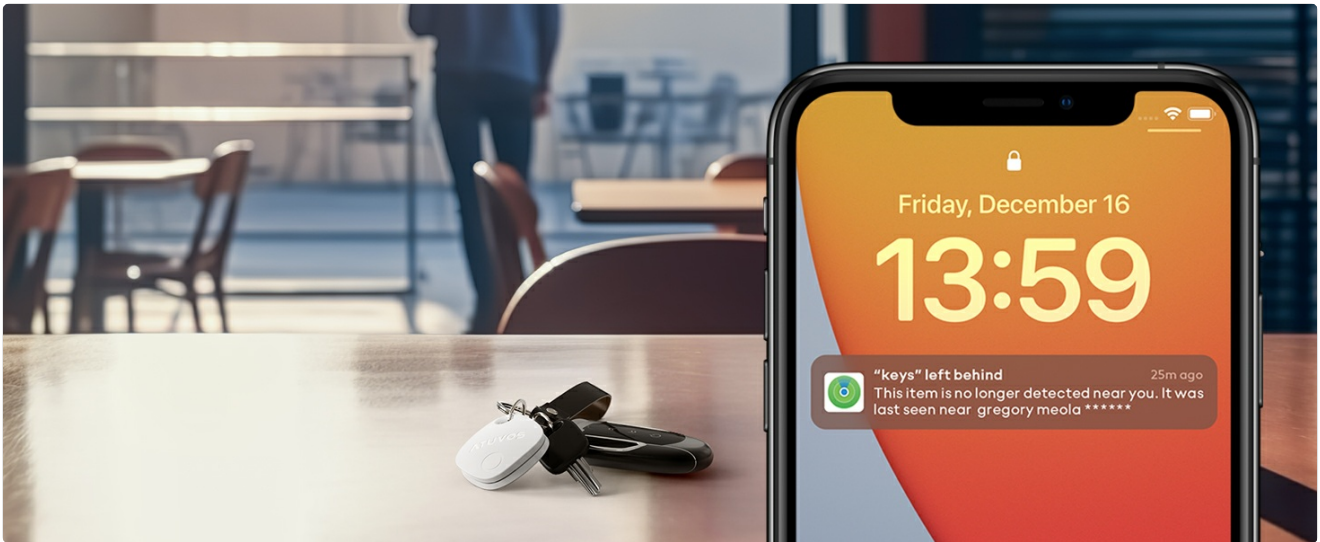 Friday, December 16
13:59
"keys" left behind
25m ago
This item is no longer detected near you. It was
last seen near gregory meola ******
ATUVOS